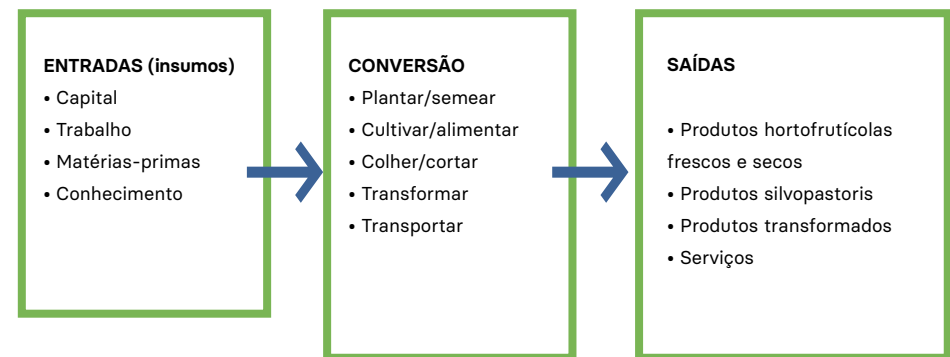 ENTRADAS (insumos)
• Capital
• Trabalho
• Matérias-primas
• Conhecimento
CONVERSÃO
• Plantar/semear
• Cultivar/alimentar
• Colher/cortar
• Transformar
• Transportar
SAÍDAS
• Produtos hortofrutícolas
frescos e secos
• Produtos silvopastoris
• Produtos transformados
• Serviços